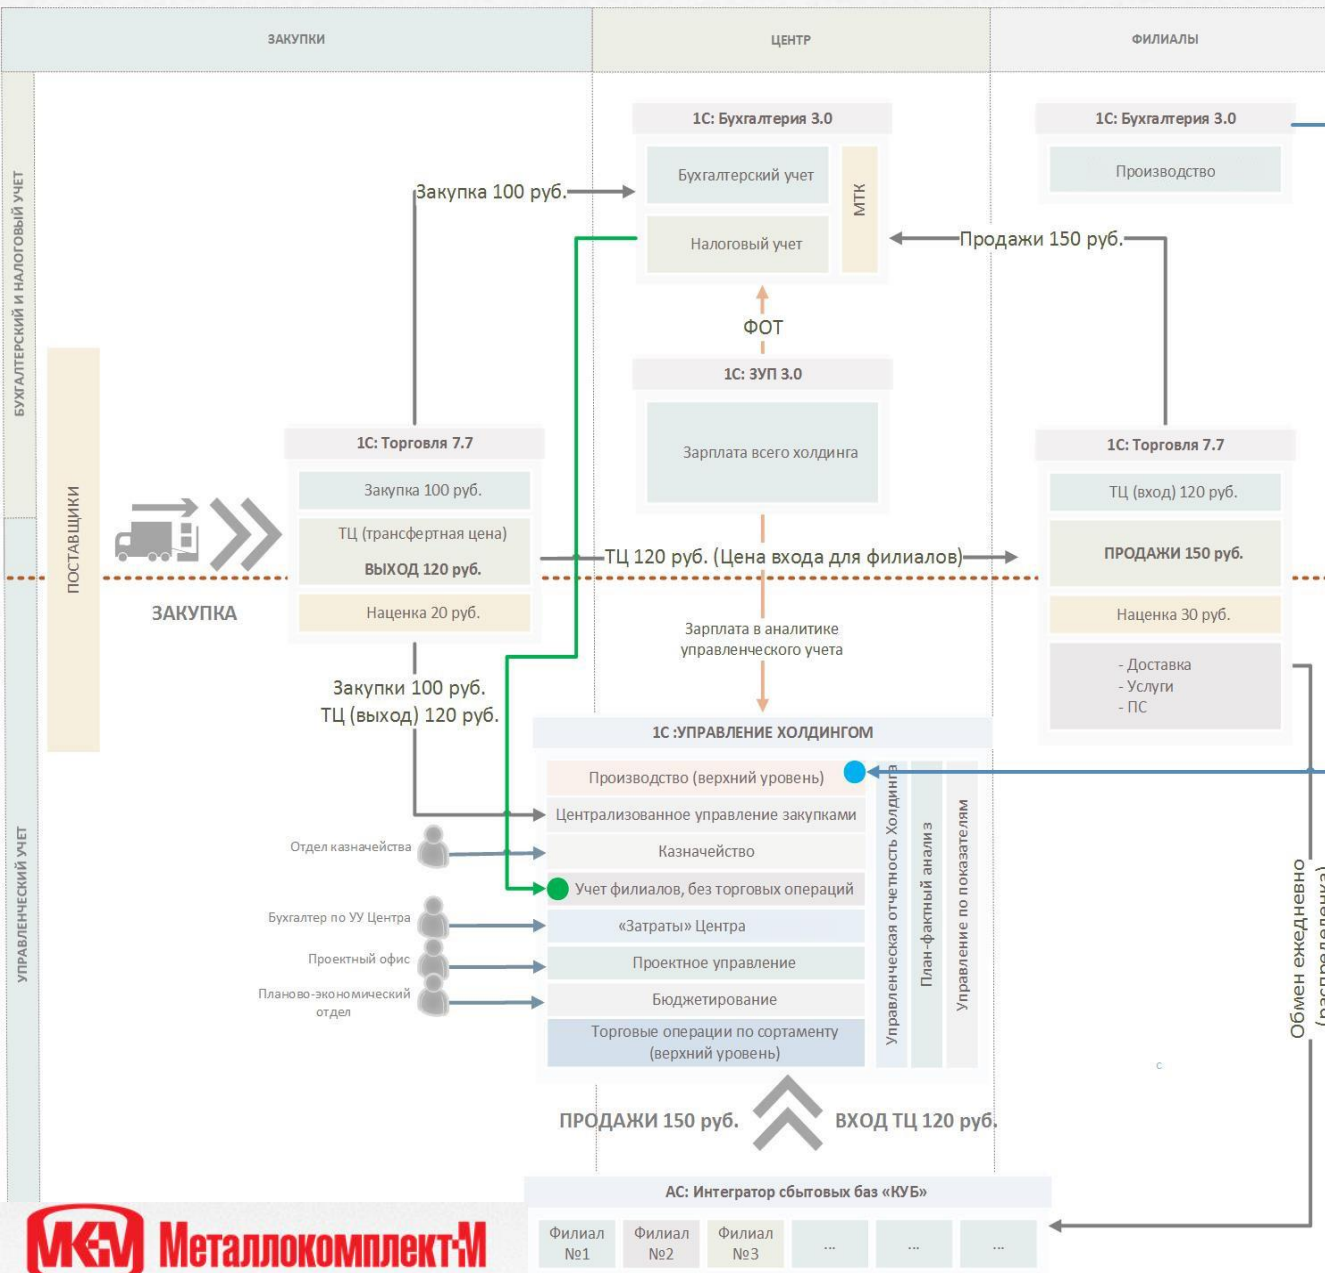 ЗАКУПКИ
ЦЕНТР
ФИЛИАЛЫ
БУХГАЛТЕРСКИЙ И НАЛОГОВЫЙ УЧЕТ
УПРАВЛЕНЧЕСКИЙ УЧЕТ
1С: Бухгалтерия 3.0
Бухгалтерский учет
Налоговый учет
МТК
1С: Бухгалтерия 3.0
Производство
Закупка 100 руб.
Продажи 150 руб.
ФОТ
1С: ЗУП 3.0
Зарплата всего холдинга
ПОСТАВЩИКИ
ЗАКУПКА
1С: Торговля 7.7
Закупка 100 руб.
ТЦ (трансфертная цена)
ВЫХОД 120 руб.
Наценка 20 руб.
ТЦ 120 руб. (Цена входа для филиалов)
1С: Торговля 7.7
ТЦ (вход) 120 руб.
ПРОДАЖИ 150 руб.
Наценка 30 руб.
- Доставка
- Услуги
- ПС
Зарплата в аналитике
управленческого учета
Закупки 100 руб.
ТЦ (выход) 120 руб.
1С :УПРАВЛЕНИЕ ХОЛДИНГОМ
Производство (верхний уровень)
Централизованное управление закупками
Казначейство
Учет филиалов, без торговых операций
«Затраты» Центра
Проектное управление
Бюджетирование
Торговые операции по сортаменту
(верхний уровень)
Управленческая отчетность Холдинга
План-фактный анализ
Управление по показателям
Отдел казначейства
Бухгалтер по УУ Центра
Проектный офис
Планово-экономический
отдел
Обмен ежедневно
(распределенка)
с
ПРОДАЖИ 150 руб.
ВХОД ТЦ 120 руб.
АС: Интегратор сбытовых баз «КУБ»
Филиал
№1
Филиал
№2
Филиал
№3
...
...
...
МКМ Металлокомплект-М